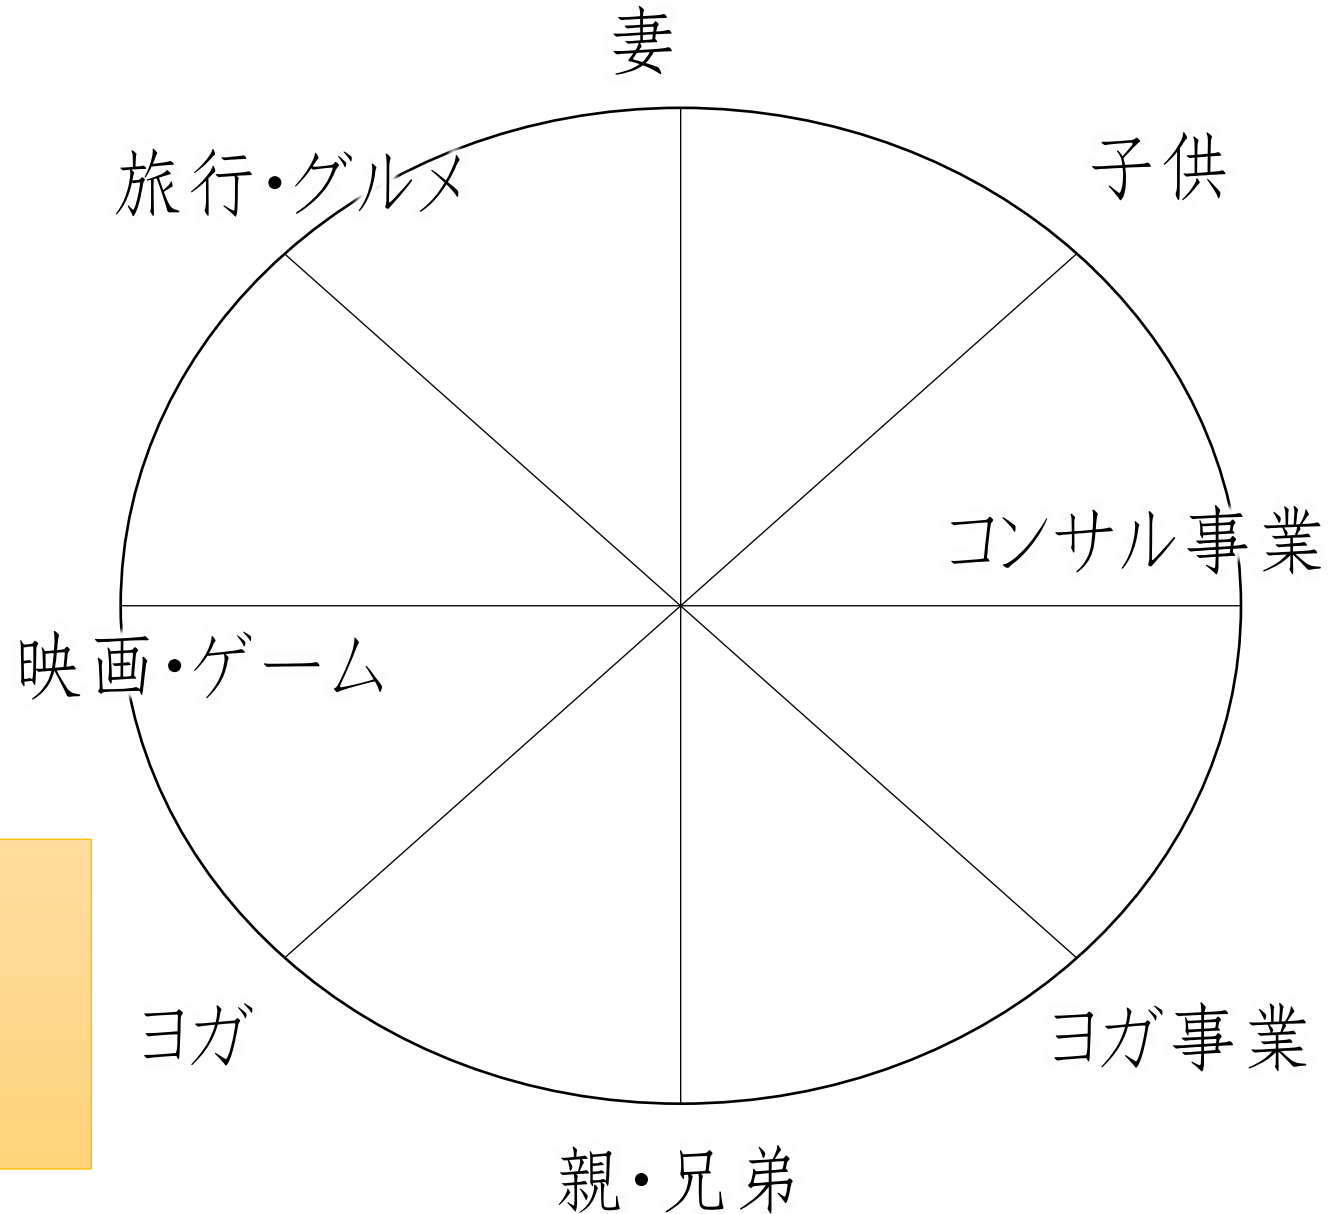 妻
旅行・グルメ
子供
コンサル事業
映画・ゲーム
ヨガ
ヨガ事業
親・兄弟